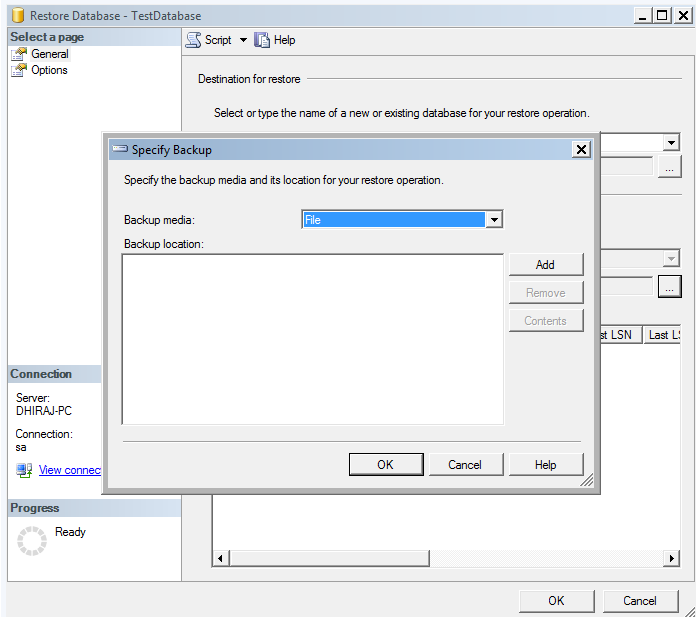 Restore Database - TestDatabase
Select a page
General
Options
Script
Help
Destination for restore
Select or type the name of a new or existing database for your restore operation.
...
Specify Backup
Specify the backup media and its location for your restore operation.
Backup media:
File
Backup location:
Add
Remove
Contents
...
st LSN
Last LS
OK
Cancel
Help
Connection
Server:
DHIRAJ-PC
Connection:
sa
View connec
Progress
Ready
OK
Cancel